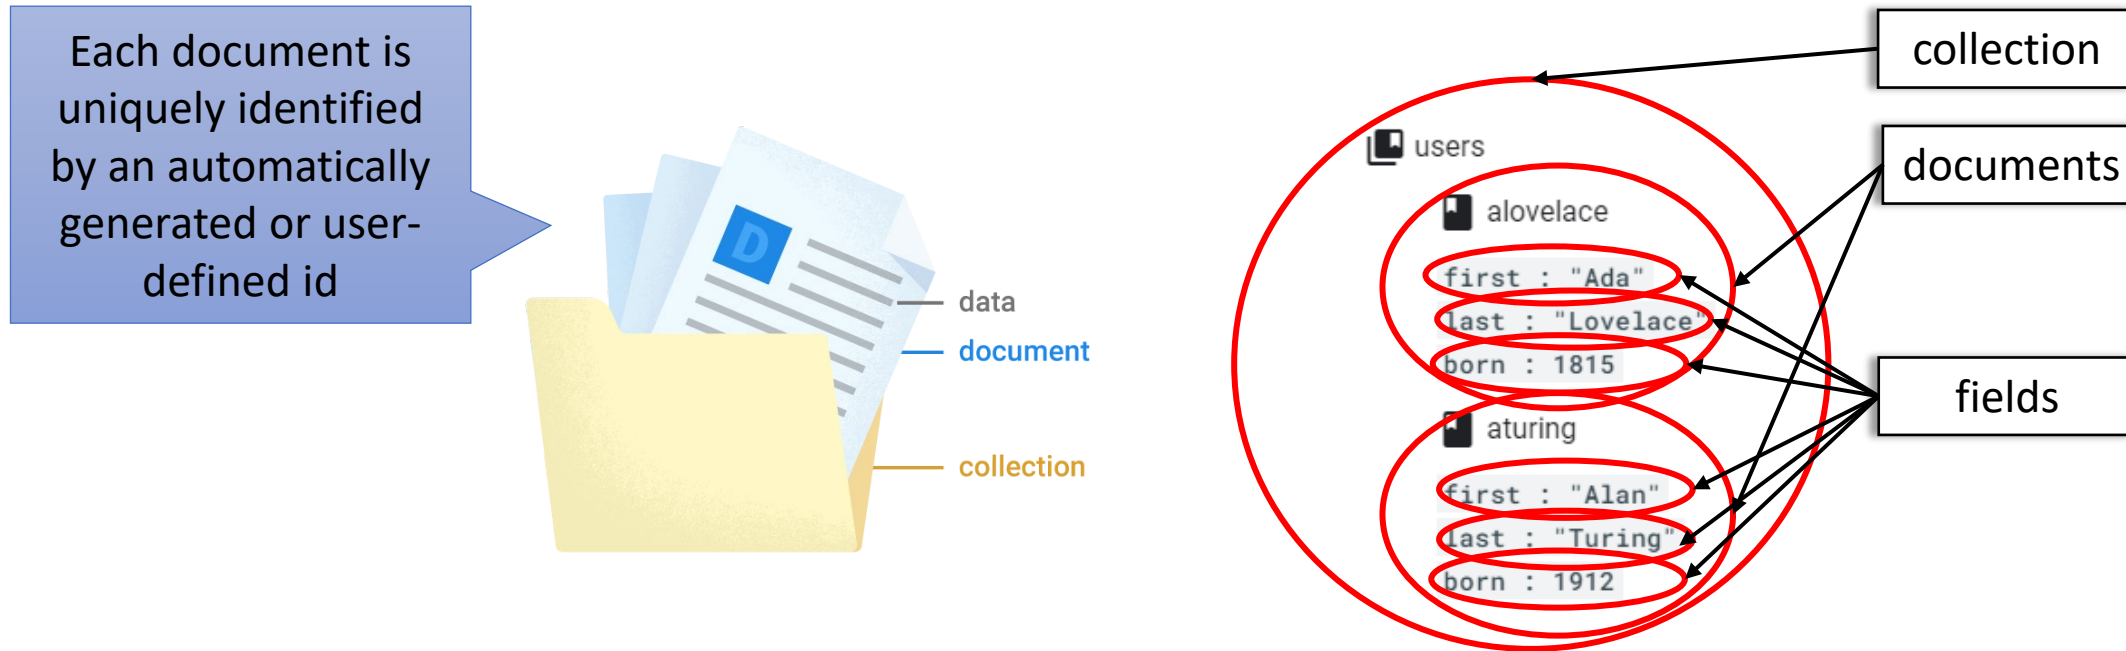 Each document is
uniquely identified
by an automatically
generated or user-
defined id
D
data
document
collection
users
alovelace
first : "Ada"
last : "Lovelace"
born : 1815
aturing
first : "Alan"
last : "Turing"
born : 1912
collection
documents
fields